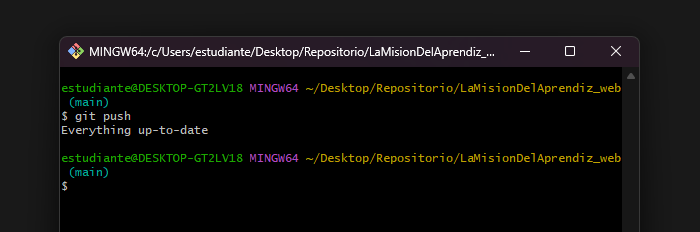 MINGW64:/c/Users/estudiante/Desktop/Repositorio/LaMisionDelAprendiz_...
estudiante@DESKTOP-GT2LV18 MINGW64 ~/Desktop/Repositorio/LaMisionDelAprendiz_web
(main)
$ git push
Everything up-to-date
estudiante@DESKTOP-GT2LV18 MINGW64 ~/Desktop/Repositorio/LaMisionDelAprendiz_web
(main)
$